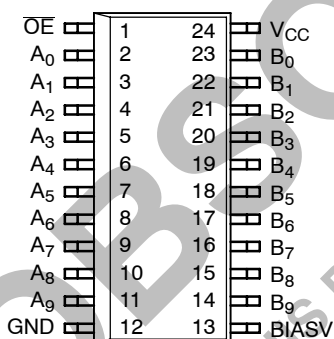 OE 1 24 VCC
A0 2 23 B0
A1 3 22 B1
A2 4 21 B2
A3 5 20 B3
A4 6 19 B4
A5 7 18 B5
A6 8 17 B6
A7 9 16 B7
A8 10 15 B8
A9 11 14 B9
GND 12 13 BIASV